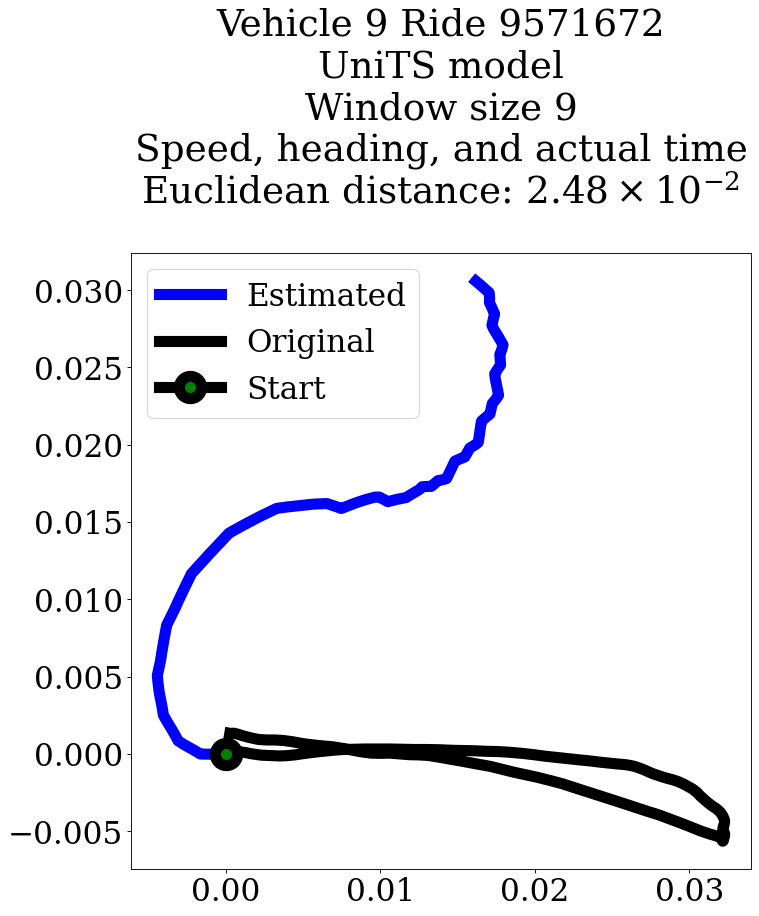 Vehicle 9 Ride 9571672
UniTS model
Window size 9
Speed, heading, and actual time
Euclidean distance: 2.48 × 10⁻²
Estimated
Original
Start
0.030
0.025
0.020
0.015
0.010
0.005
0.000
−0.005
0.00 0.01 0.02 0.03